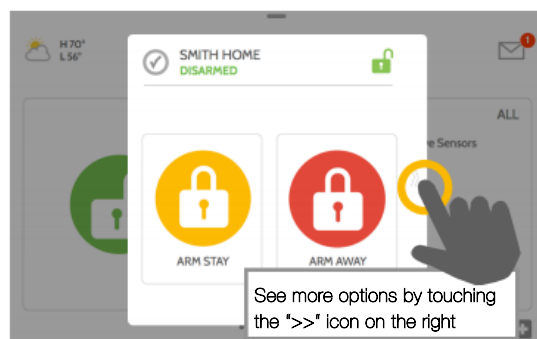 H 70°
L 56°
SMITH HOME
DISARMED
1
ALL
Sensors
ARM STAY
ARM AWAY
See more options by touching
the ">>" icon on the right